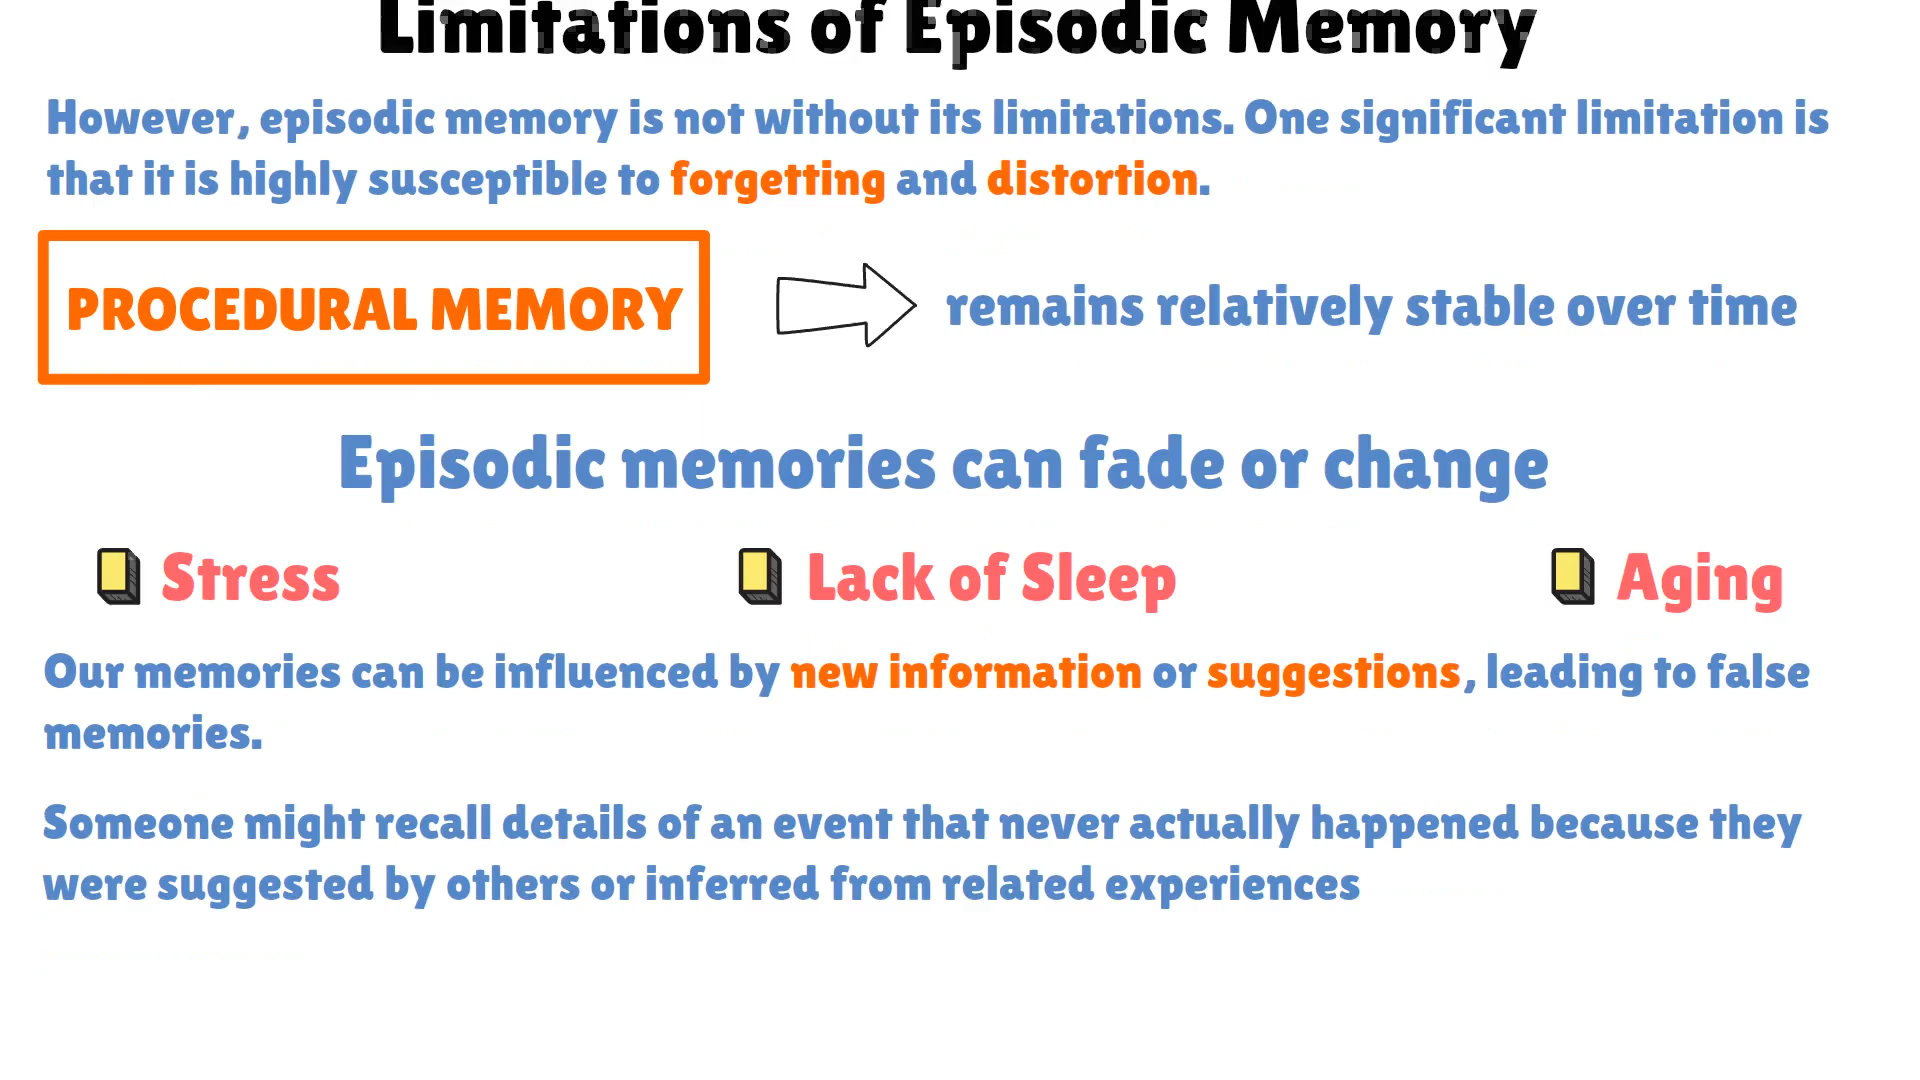 Limitations of Episodic Memory
However, episodic memory is not without its limitations. One significant limitation is
that it is highly susceptible to forgetting and distortion.
PROCEDURAL MEMORY
remains relatively stable over time
Episodic memories can fade or change
Stress
Lack of Sleep
Aging
Our memories can be influenced by new information or suggestions, leading to false
memories.
Someone might recall details of an event that never actually happened because they
were suggested by others or inferred from related experiences